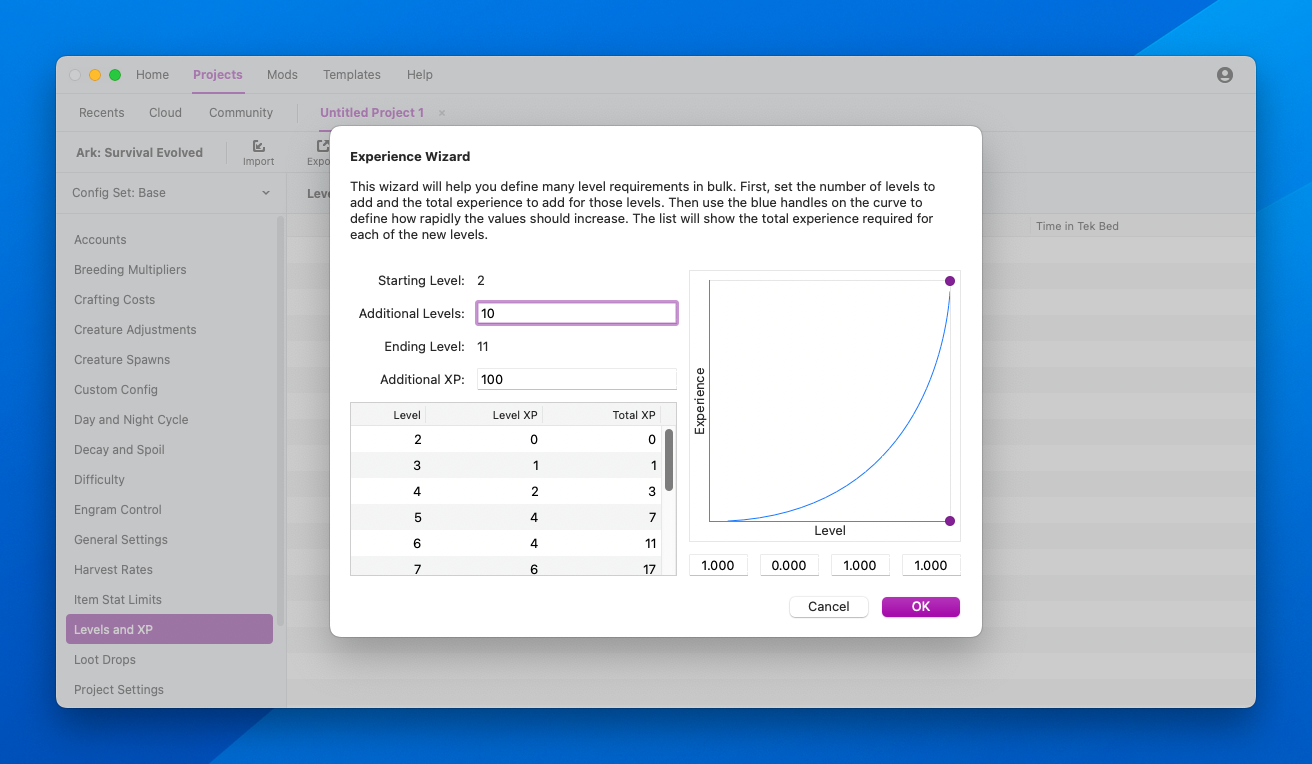 Home Projects Mods Templates Help
Recents Cloud Community Untitled Project 1 ×
Ark: Survival Evolved Import
Config Set: Base
Accounts
Breeding Multipliers
Crafting Costs
Creature Adjustments
Creature Spawns
Custom Config
Day and Night Cycle
Decay and Spoil
Difficulty
Engram Control
General Settings
Harvest Rates
Item Stat Limits
Levels and XP
Loot Drops
Project Settings
Time in Tek Bed
Experience Wizard
This wizard will help you define many level requirements in bulk. First, set the number of levels to
add and the total experience to add for those levels. Then use the blue handles on the curve to
define how rapidly the values should increase. The list will show the total experience required for
each of the new levels.
Starting Level: 2
Additional Levels: 10
Ending Level: 11
Additional XP: 100
Level Level XP Total XP
2 0 0
3 1 1
4 2 3
5 4 7
6 4 11
7 6 17
Experience
Level
1.000 0.000 1.000 1.000
Cancel OK